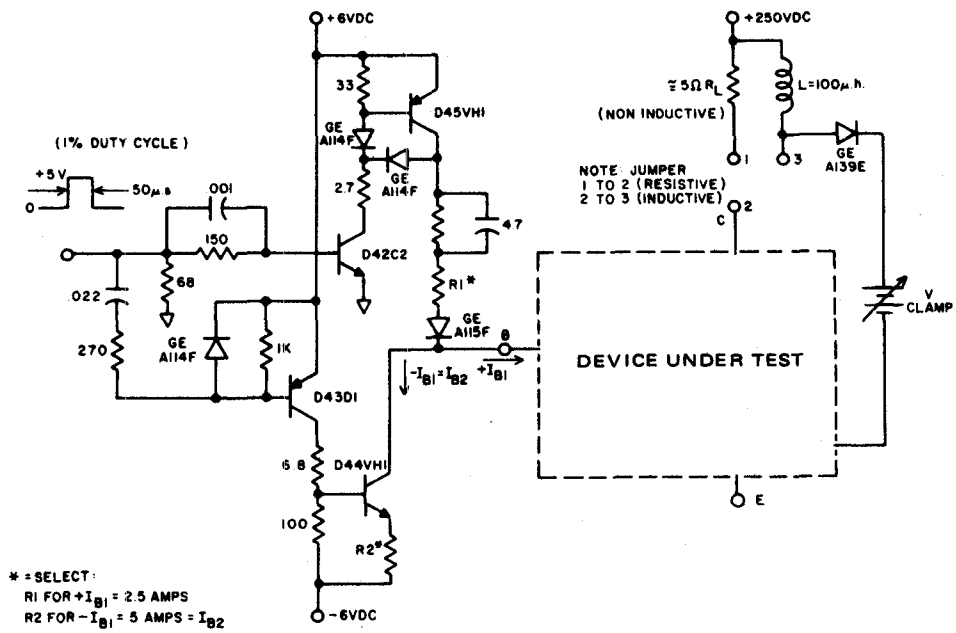 +6VDC
+250VDC
33
D45VH1
≅ 5Ω RL
L=100μ.h.
(NON INDUCTIVE)
GE
A114F
(1% DUTY CYCLE)
GE
A114F
1
3
GE
A139E
+5V
50μ.s
0
.001
2.7
NOTE: JUMPER
1 TO 2 (RESISTIVE)
2 TO 3 (INDUCTIVE)
C
2
4.7
150
D42C2
R1*
68
.022
V
CLAMP
GE
A115F
270
GE
A114F
1K
B
-IB1=IB2
+IB1
DEVICE UNDER TEST
D43D1
6.8
D44VH1
E
100
R2*
* = SELECT:
R1 FOR +IB1 = 2.5 AMPS
R2 FOR -IB1 = 5 AMPS = IB2
-6VDC